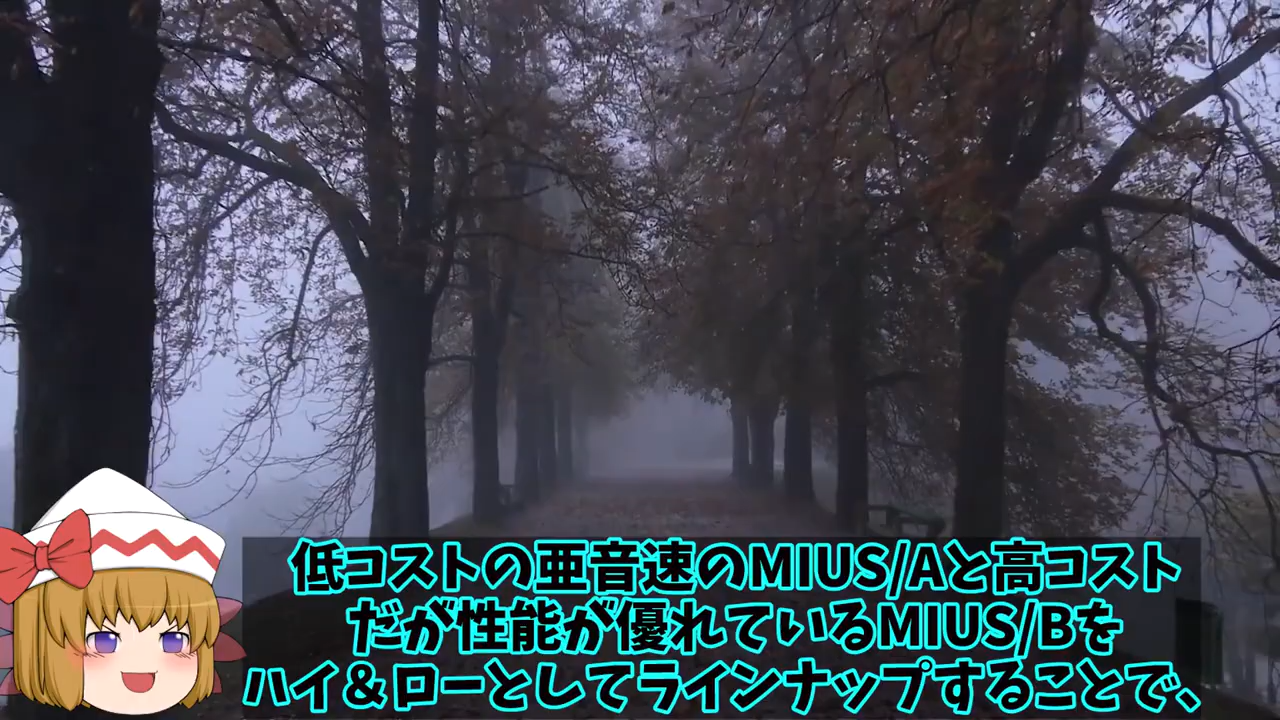 低コストの亜音速のMIUS/Aと高コスト
だが性能が優れているMIUS/Bを
ハイ＆ローとしてラインナップすることで、